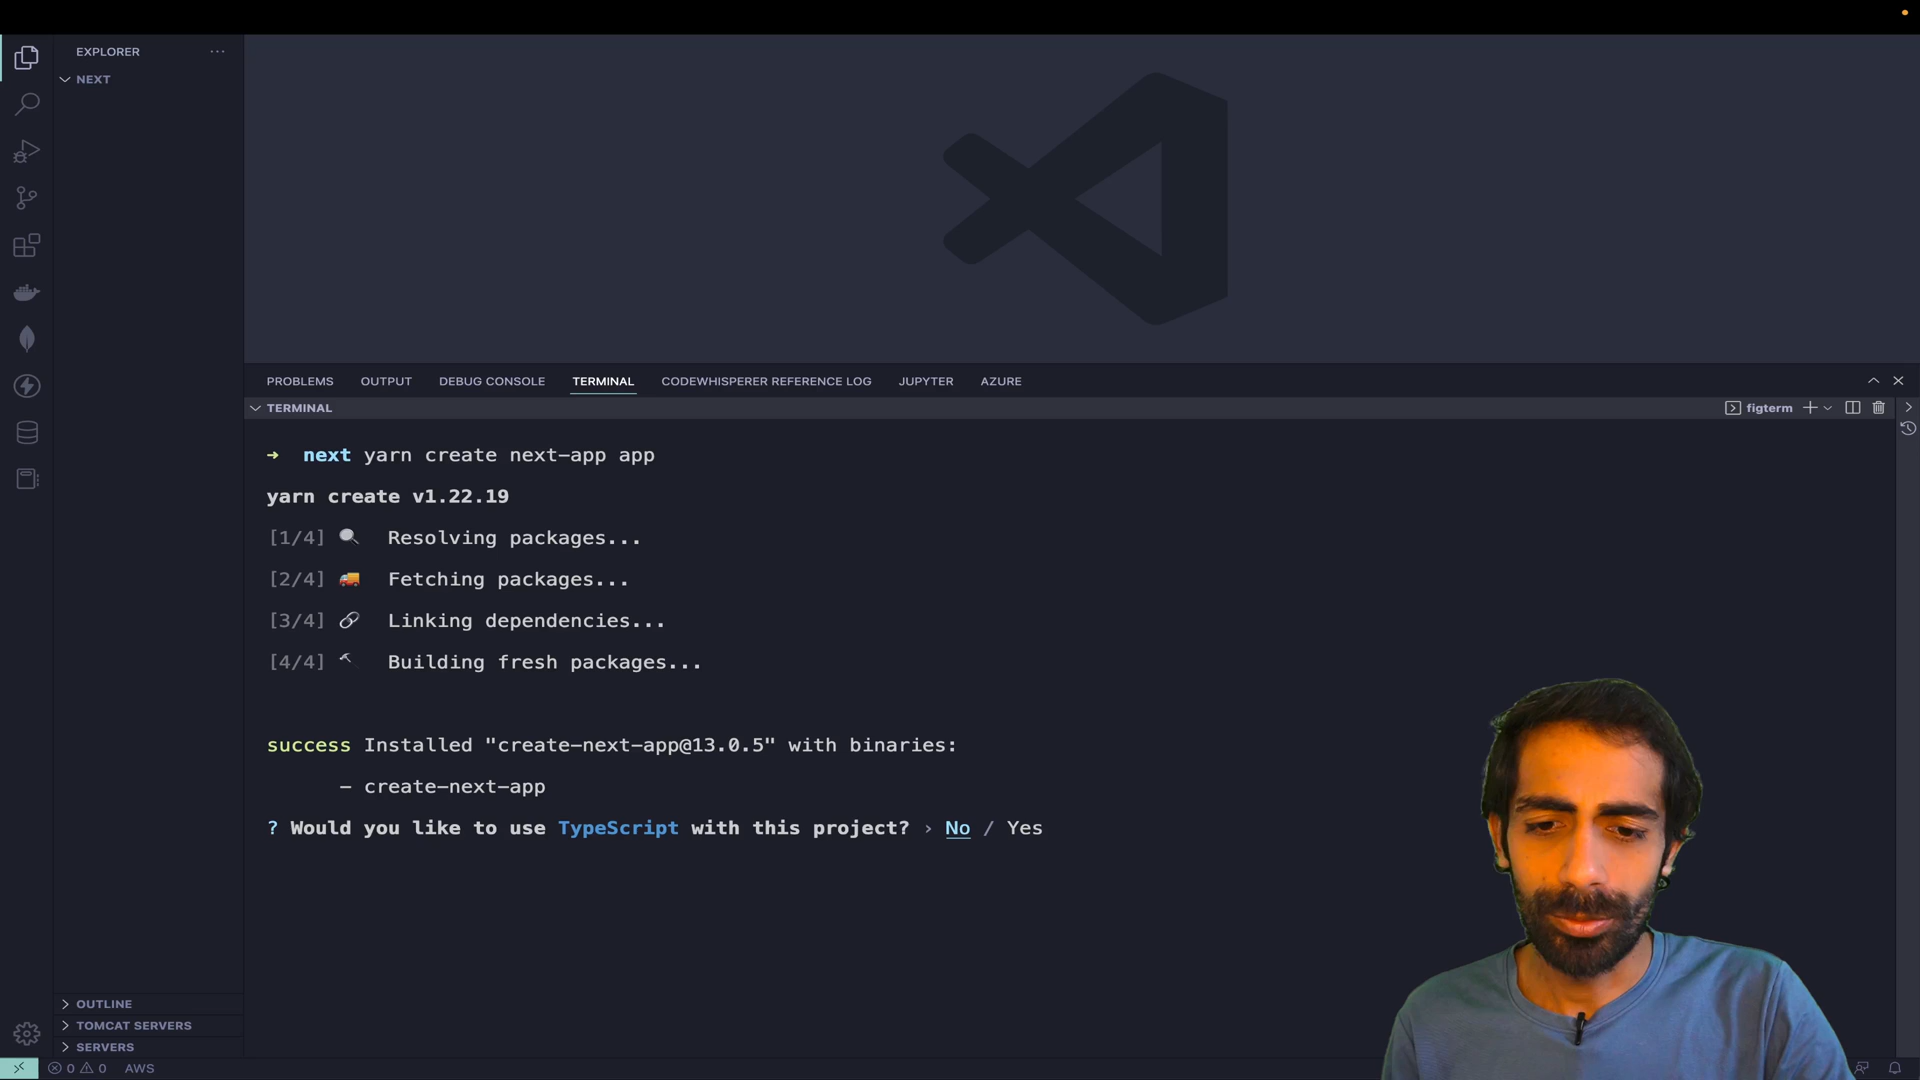 EXPLORER
NEXT
PROBLEMS OUTPUT DEBUG CONSOLE TERMINAL CODEWHISPERER REFERENCE LOG JUPYTER AZURE
TERMINAL
figterm
➜ next yarn create next-app app
yarn create v1.22.19
[1/4] 🔍 Resolving packages...
[2/4] 🚚 Fetching packages...
[3/4] 🔗 Linking dependencies...
[4/4] 🔨 Building fresh packages...
success Installed "create-next-app@13.0.5" with binaries:
- create-next-app
? Would you like to use TypeScript with this project? › No / Yes
OUTLINE
TOMCAT SERVERS
SERVERS
0 0 AWS